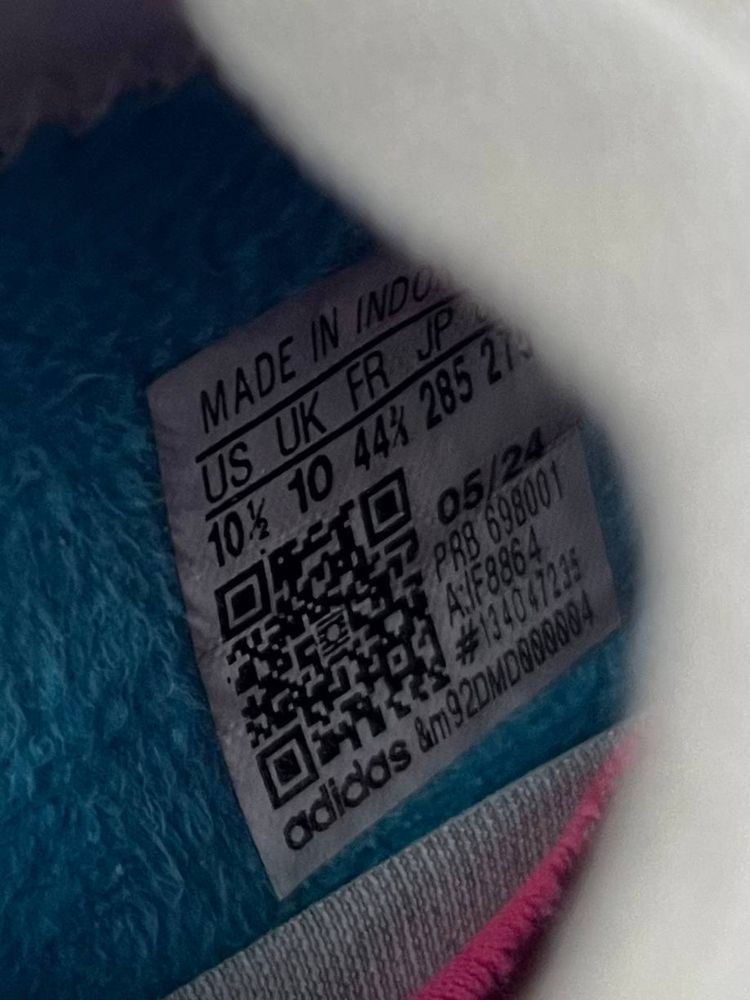 MADE IN
US UK FR JP
10½ 10 44⅔ 285
05/24
PRB 698001
A:IF8864
#134047235
adidas &m92DMD000004